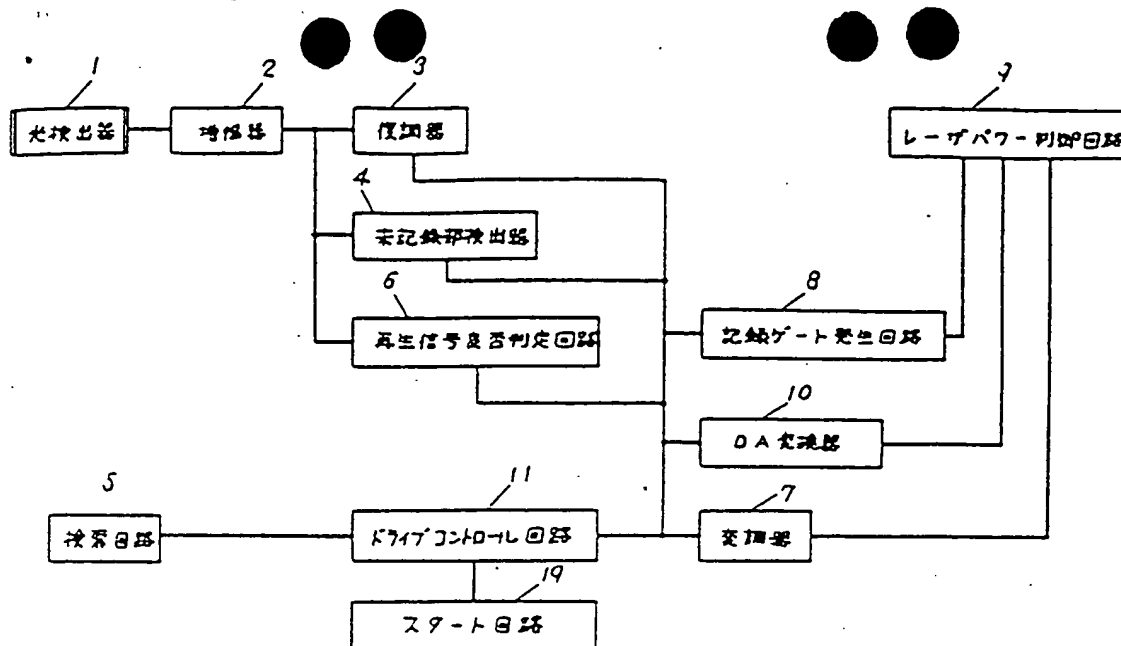 1
光検出器
2
増幅器
3
復調器
4
未記録部検出器
6
再生信号良否判定回路
9
レーザパワー制御回路
8
記録ゲート発生回路
10
DA変換器
5
検索回路
11
ドライブコントロール回路
7
変調器
19
スタート回路